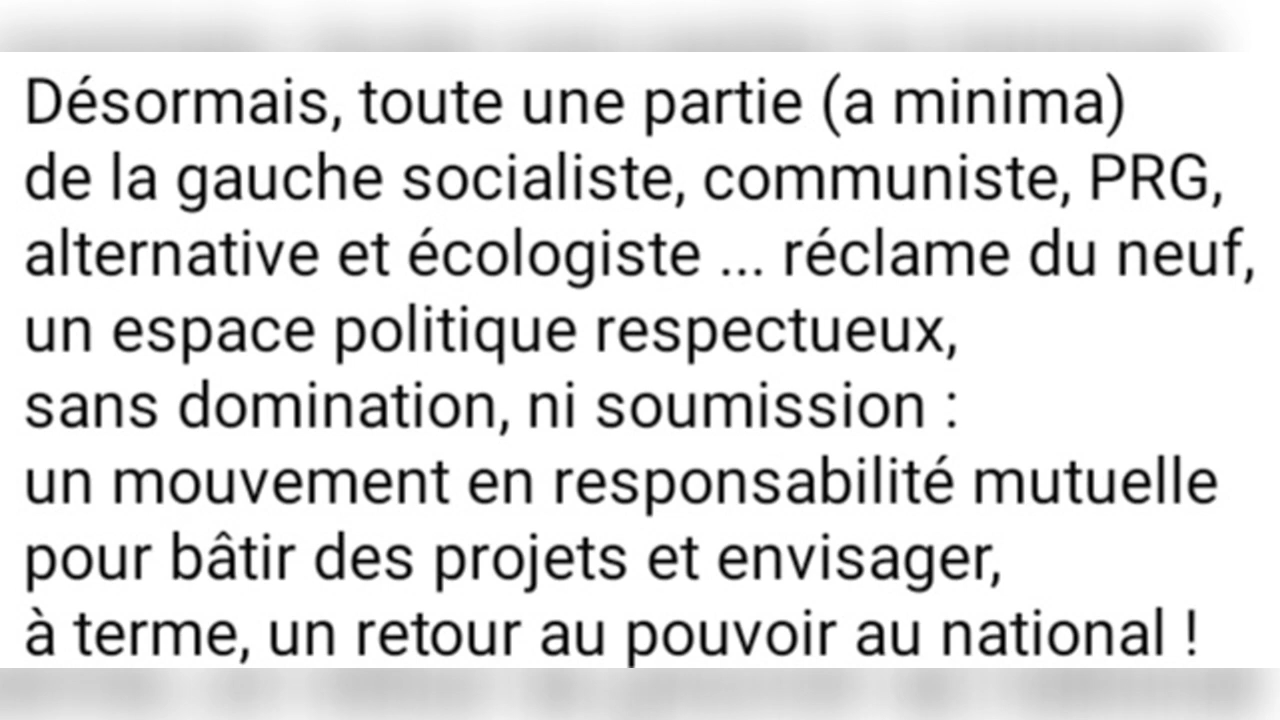 Désormais, toute une partie (a minima)
de la gauche socialiste, communiste, PRG,
alternative et écologiste ... réclame du neuf,
un espace politique respectueux,
sans domination, ni soumission :
un mouvement en responsabilité mutuelle
pour bâtir des projets et envisager,
à terme, un retour au pouvoir au national !